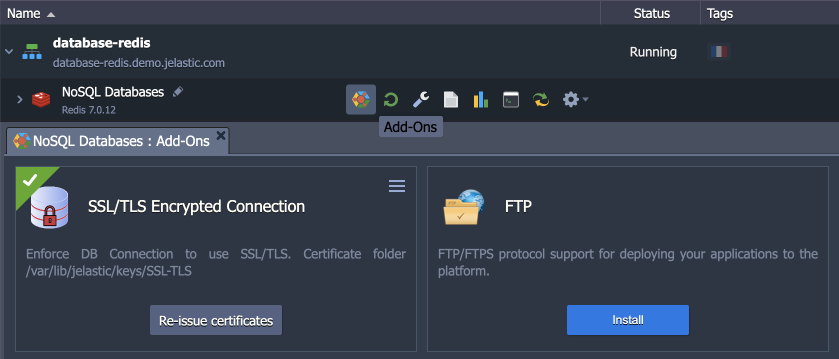 Name Status Tags
database-redis
database-redis.demo.jelastic.com
Running
NoSQL Databases
Redis 7.0.12
Add-Ons
NoSQL Databases : Add-Ons
SSL/TLS Encrypted Connection
Enforce DB Connection to use SSL/TLS. Certificate folder
/var/lib/jelastic/keys/SSL-TLS
Re-issue certificates
FTP
FTP/FTPS protocol support for deploying your applications to the
platform.
Install